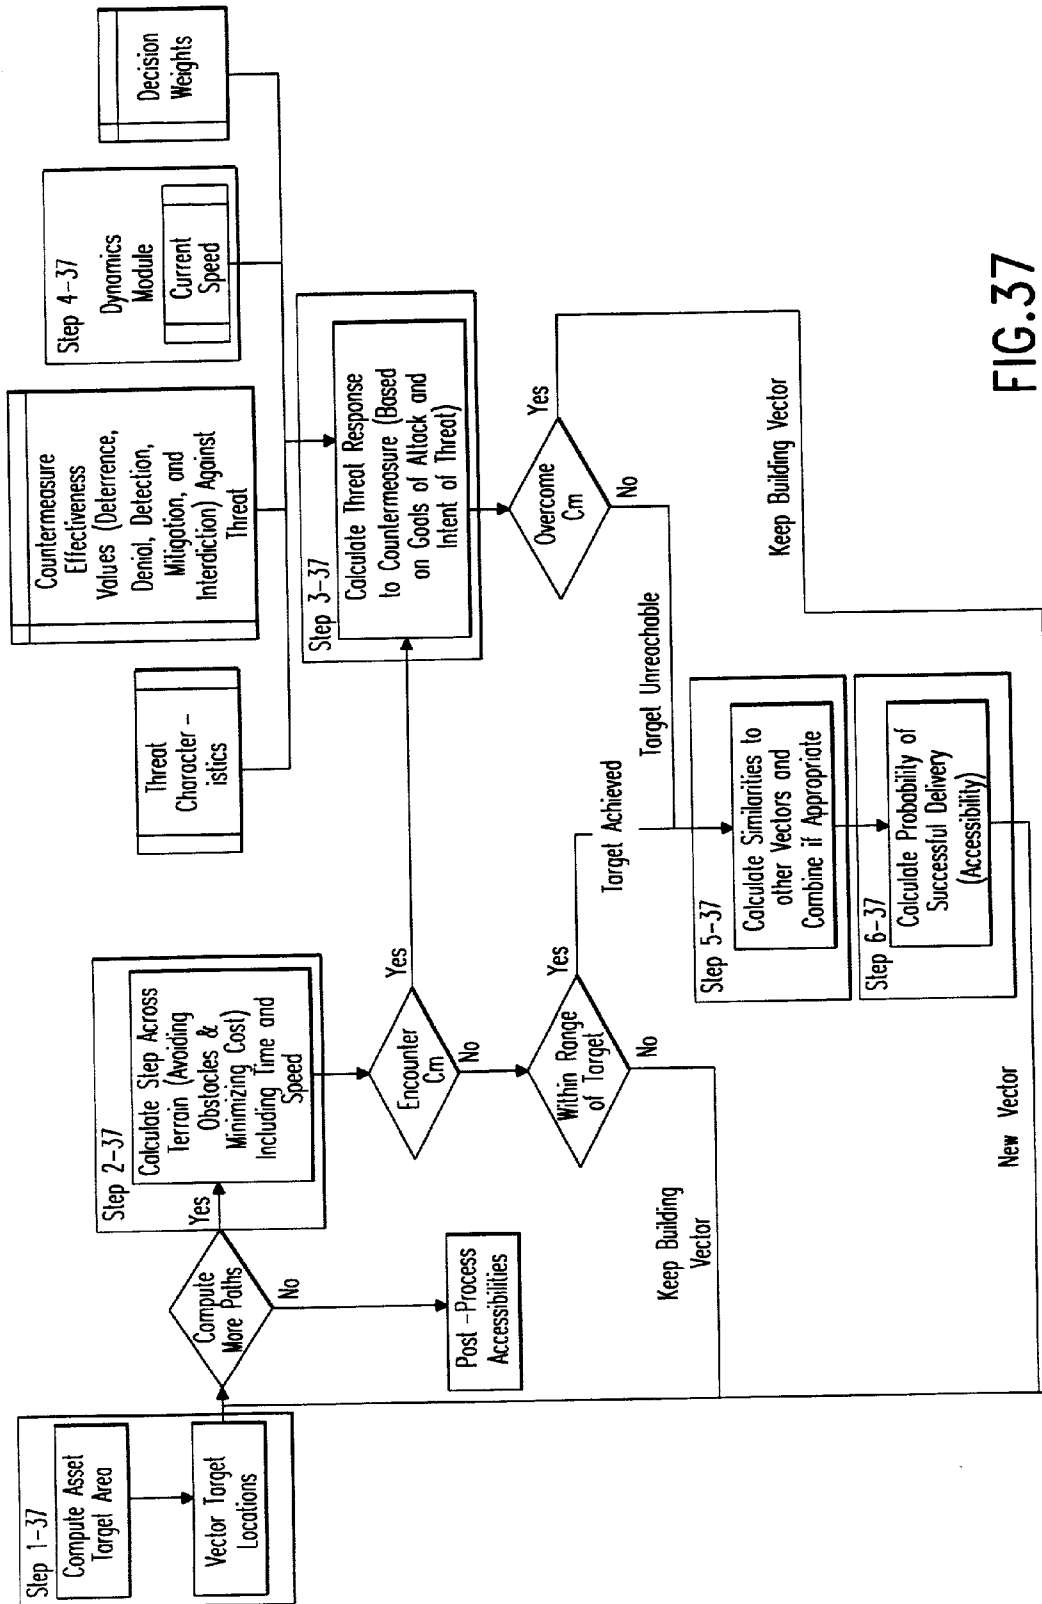 Step 1-37
Compute Asset
Target Area
Vector Target
Locations
Compute
More Paths
Yes
No
Post-Process
Accessibilities
Step 2-37
Calculate Step Across
Terrain (Avoiding
Obstacles &
Minimizing Cost)
Including Time and
Speed
Encounter
Cm
Yes
No
Within Range
of Target
Yes
No
Keep Building
Vector
Target Achieved
Threat
Character-
istics
Countermeasure
Effectiveness
Values (Deterrence,
Denial, Detection,
Mitigation, and
Interdiction) Against
Threat
Step 4-37
Dynamics
Module
Current
Speed
Decision
Weights
Step 3-37
Calculate Threat Response
to Countermeasure (Based
on Goals of Attack and
Intent of Threat)
Overcome
Cm
Yes
No
Target Unreachable
Keep Building Vector
Step 5-37
Calculate Similarities to
other Vectors and
Combine if Appropriate
Step 6-37
Calculate Probability of
Successful Delivery
(Accessibility)
New Vector
FIG.37